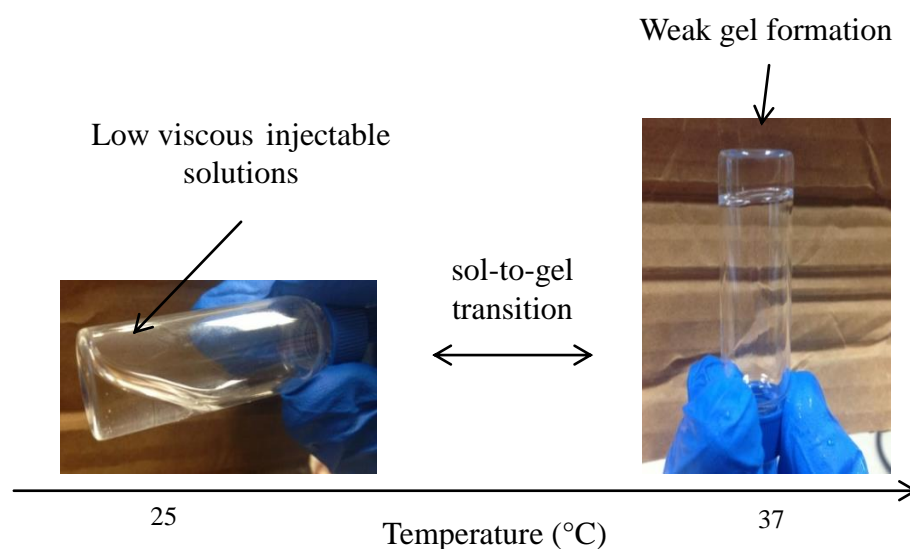 Weak gel formation
Low viscous injectable
solutions
sol-to-gel
transition
25
37
Temperature (°C)